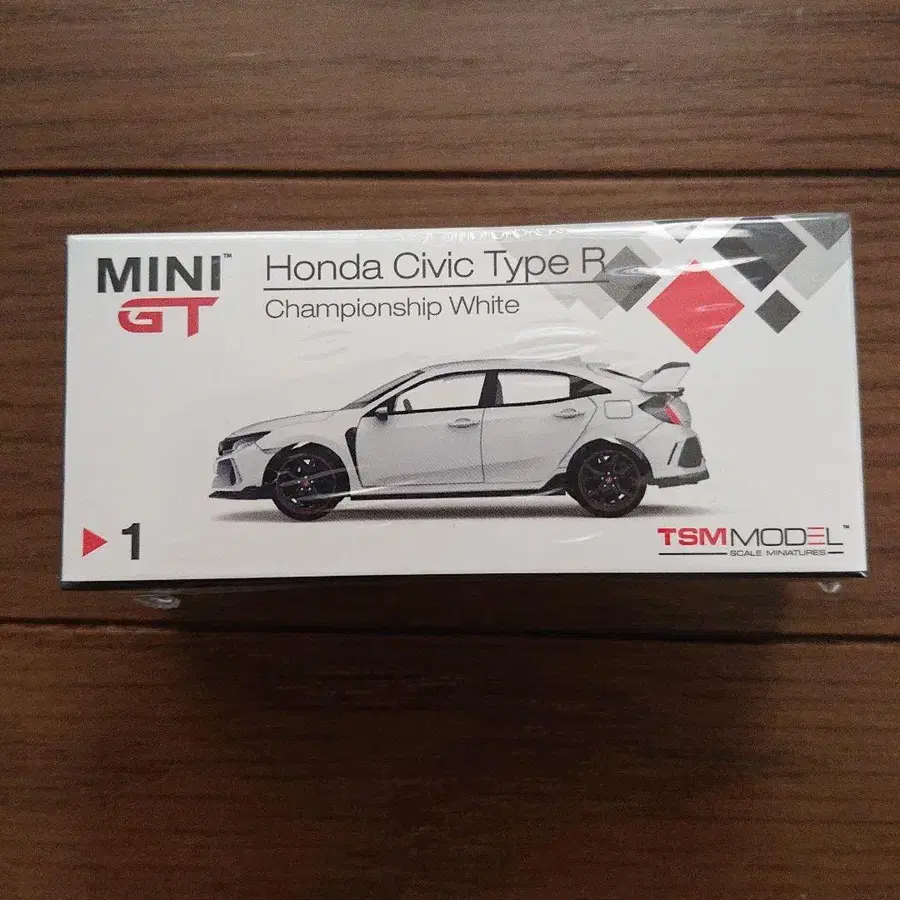 MINI™
GT
Honda Civic Type R
Championship White
1
TSMMODEL™
SCALE MINIATURES